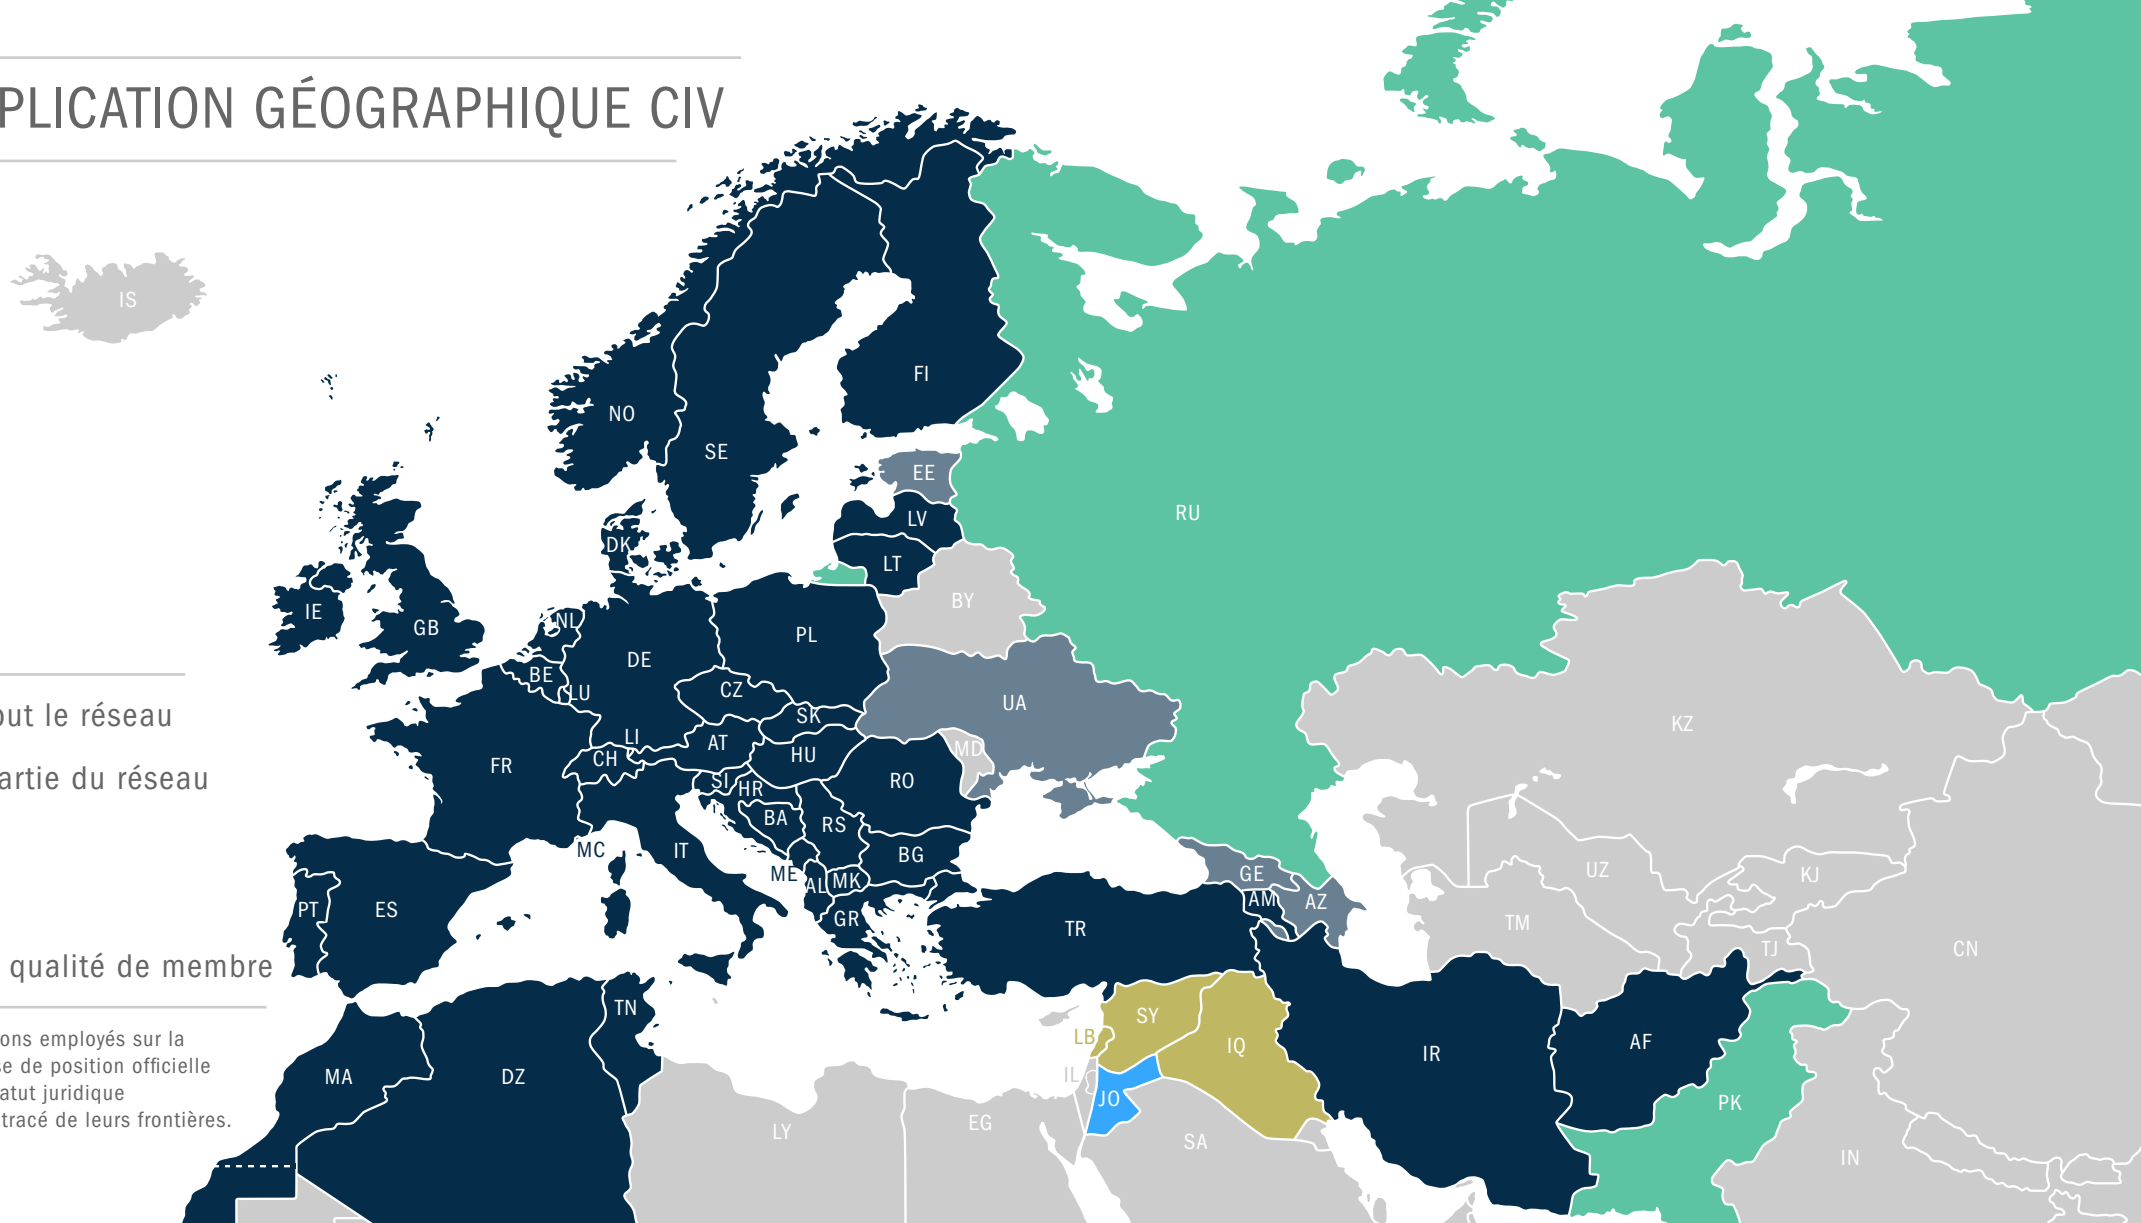 PLICATION GÉOGRAPHIQUE CIV
IS
FI
NO
SE
EE
RU
LV
DK
LT
BY
IE
NL
GB
PL
DE
BE
CZ
LU
UA
out le réseau
SK
KZ
LI
AT
MD
HU
CH
FR
artie du réseau
RO
SI
HR
BA
RS
MC
IT
BG
ME
UZ
GE
KJ
AL
MK
AM
AZ
PT
ES
GR
TM
TR
TJ
CN
qualité de membre
TN
SY
LB
IQ
ons employés sur la
AF
IR
se de position officielle
MA
DZ
IL
atut juridique
JO
PK
tracé de leurs frontières.
EG
LY
SA
IN